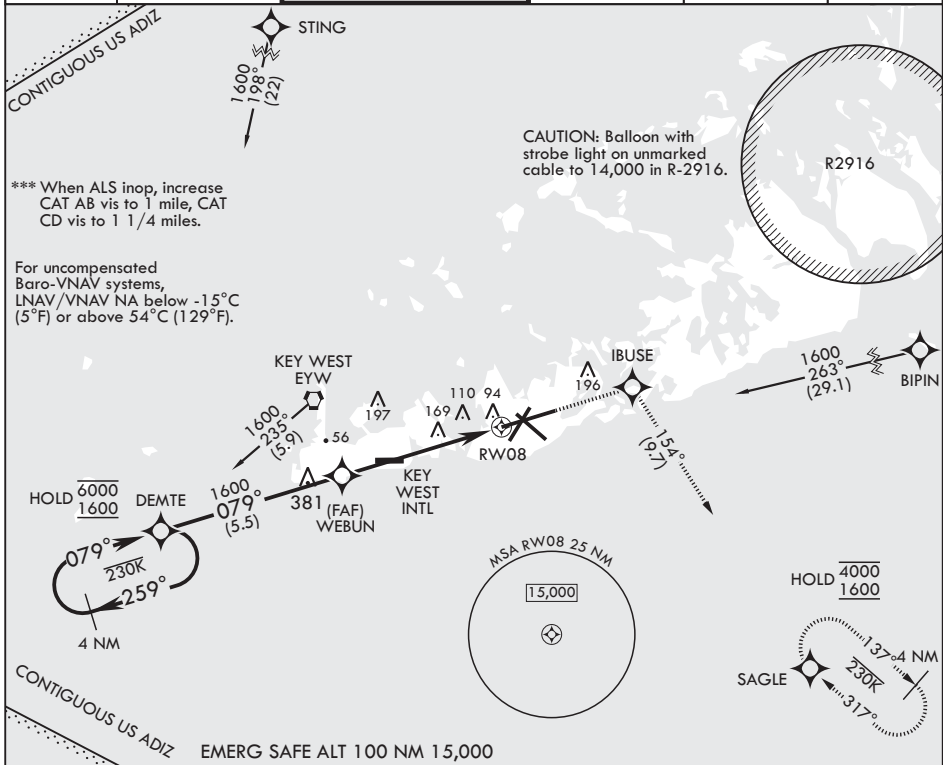 CONTIGUOUS US ADIZ
STING
1600
198°
(22)
CAUTION: Balloon with
strobe light on unmarked
cable to 14,000 in R-2916.
R2916
*** When ALS inop, increase
CAT AB vis to 1 mile, CAT
CD vis to 1 1/4 miles.
For uncompensated
Baro-VNAV systems,
LNAV/VNAV NA below -15°C
(5°F) or above 54°C (129°F).
KEY WEST
EYW
1600
235°
(5.9)
56
197
169
110
94
196
IBUSE
1600
263°
(29.1)
BIPIN
RW08
154°
(9.7)
KEY
WEST
INTL
381
(FAF)
WEBUN
HOLD 6000
1600
DEMTE
1600
079°
(5.5)
079°
230K
259°
4 NM
MSA RW08 25 NM
15,000
HOLD 4000
1600
SAGLE
137°
4 NM
230K
317°
CONTIGUOUS US ADIZ
EMERG SAFE ALT 100 NM 15,000